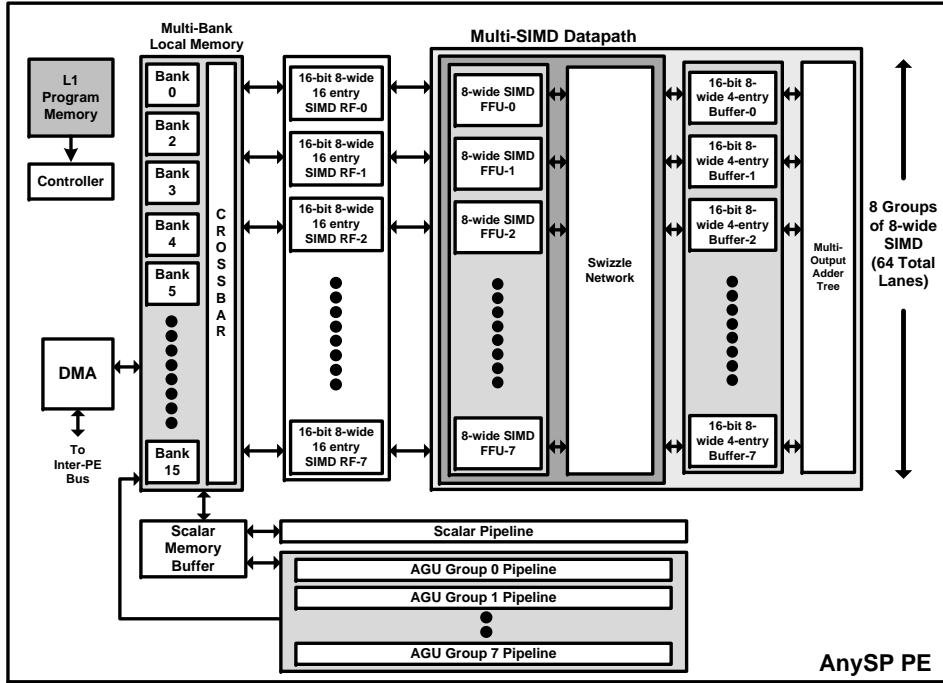 Multi-Bank
Local Memory
Multi-SIMD Datapath
L1
Program
Memory
Controller
DMA
To
Inter-PE
Bus
Bank
0
Bank
2
Bank
3
Bank
4
Bank
5
Bank
15
CROSSBAR
16-bit 8-wide
16 entry
SIMD RF-0
16-bit 8-wide
16 entry
SIMD RF-1
16-bit 8-wide
16 entry
SIMD RF-2
16-bit 8-wide
16 entry
SIMD RF-7
8-wide SIMD
FFU-0
8-wide SIMD
FFU-1
8-wide SIMD
FFU-2
8-wide SIMD
FFU-7
Swizzle
Network
16-bit 8-
wide 4-entry
Buffer-0
16-bit 8-
wide 4-entry
Buffer-1
16-bit 8-
wide 4-entry
Buffer-2
16-bit 8-
wide 4-entry
Buffer-7
Multi-
Output
Adder
Tree
8 Groups
of 8-wide
SIMD
(64 Total
Lanes)
Scalar
Memory
Buffer
Scalar Pipeline
AGU Group 0 Pipeline
AGU Group 1 Pipeline
AGU Group 7 Pipeline
AnySP PE